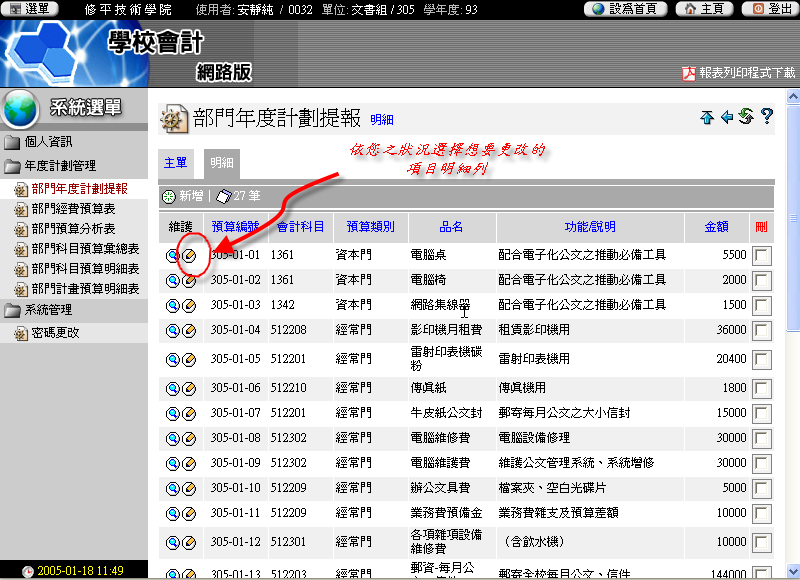 選單 修平技術學院 使用者: 安靜純 / 0032 單位: 文書組 / 305 學年度: 93 設為首頁 主頁 登出
學校會計
網路版
報表列印程式下載
系統選單
個人資訊
年度計劃管理
部門年度計劃提報
部門經費預算表
部門預算分析表
部門科目預算彙總表
部門科目預算明細表
部門計畫預算明細表
系統管理
密碼更改
部門年度計劃提報 明細
主單 明細
依您之狀況選擇想要更改的
項目明細列
新增 | 27 筆
維護 預算編號 會計科目 預算類別 品名 功能/說明 金額 刪
305-01-01 1361 資本門 電腦桌 配合電子化公文之推動必備工具 5500
305-01-02 1361 資本門 電腦椅 配合電子化公文之推動必備工具 2000
305-01-03 1342 資本門 網路集線器 配合電子化公文之推動必備工具 1500
305-01-04 512208 經常門 影印機月租費 租賃影印機用 36000
305-01-05 512201 經常門 雷射印表機碳粉 雷射印表機用 20400
305-01-06 512210 經常門 傳真紙 傳真機用 1800
305-01-07 512201 經常門 牛皮紙公文封 郵寄每月公文之大小信封 15000
305-01-08 512302 經常門 電腦維修費 電腦設備修理 30000
305-01-09 512302 經常門 電腦維護費 維護公文管理系統、系統增修 30000
305-01-10 512209 經常門 辦公文具費 檔案夾、空白光碟片 5000
305-01-11 512209 經常門 業務費預備金 業務費雜支及預算差額 10000
305-01-12 512301 經常門 各項雜項設備維修費 （含飲水機） 10000
305-01-13 512203 經常門 郵資-每月公文、信件 郵寄全校每月公文、信件 144000
2005-01-18 11:49